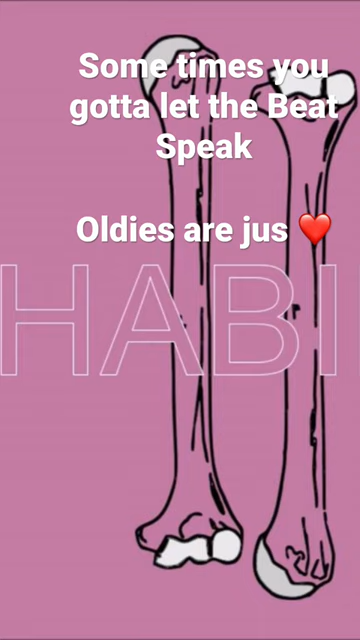 Some times you
gotta let the Beat
Speak
Oldies are jus ❤️
HABI